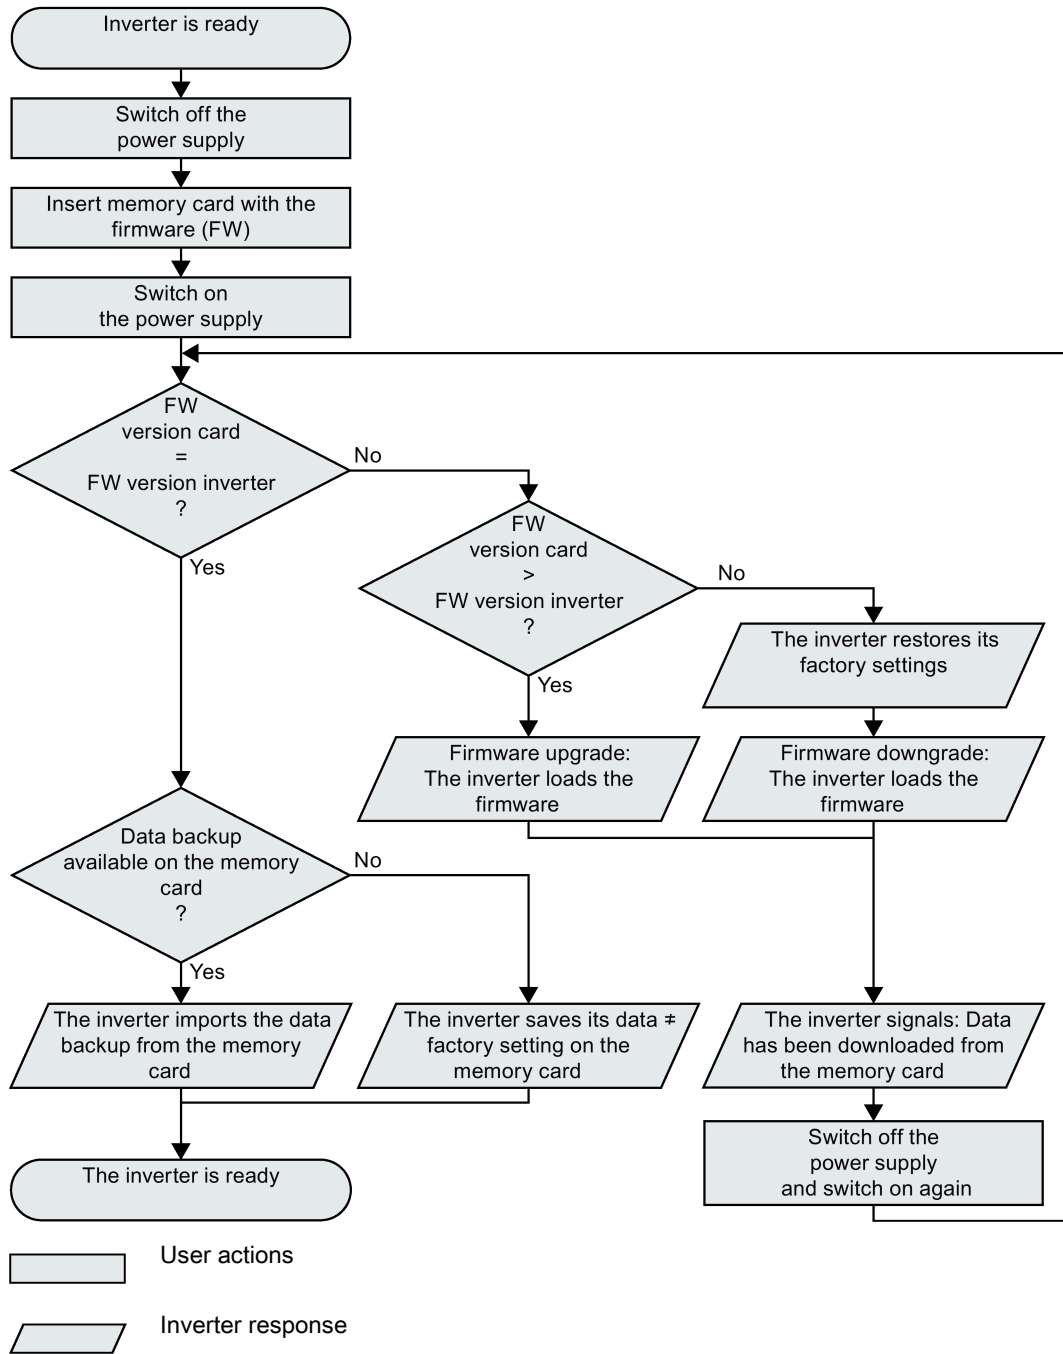 Inverter is ready
Switch off the
power supply
Insert memory card with the
firmware (FW)
Switch on
the power supply
FW
version card
=
FW version inverter
?
No
Yes
FW
version card
>
FW version inverter
?
No
Yes
The inverter restores its
factory settings
Firmware upgrade:
The inverter loads the
firmware
Firmware downgrade:
The inverter loads the
firmware
Data backup
available on the memory
card
?
No
Yes
The inverter imports the data
backup from the memory
card
The inverter saves its data ≠
factory setting on the
memory card
The inverter signals: Data
has been downloaded from
the memory card
Switch off the
power supply
and switch on again
The inverter is ready
User actions
Inverter response